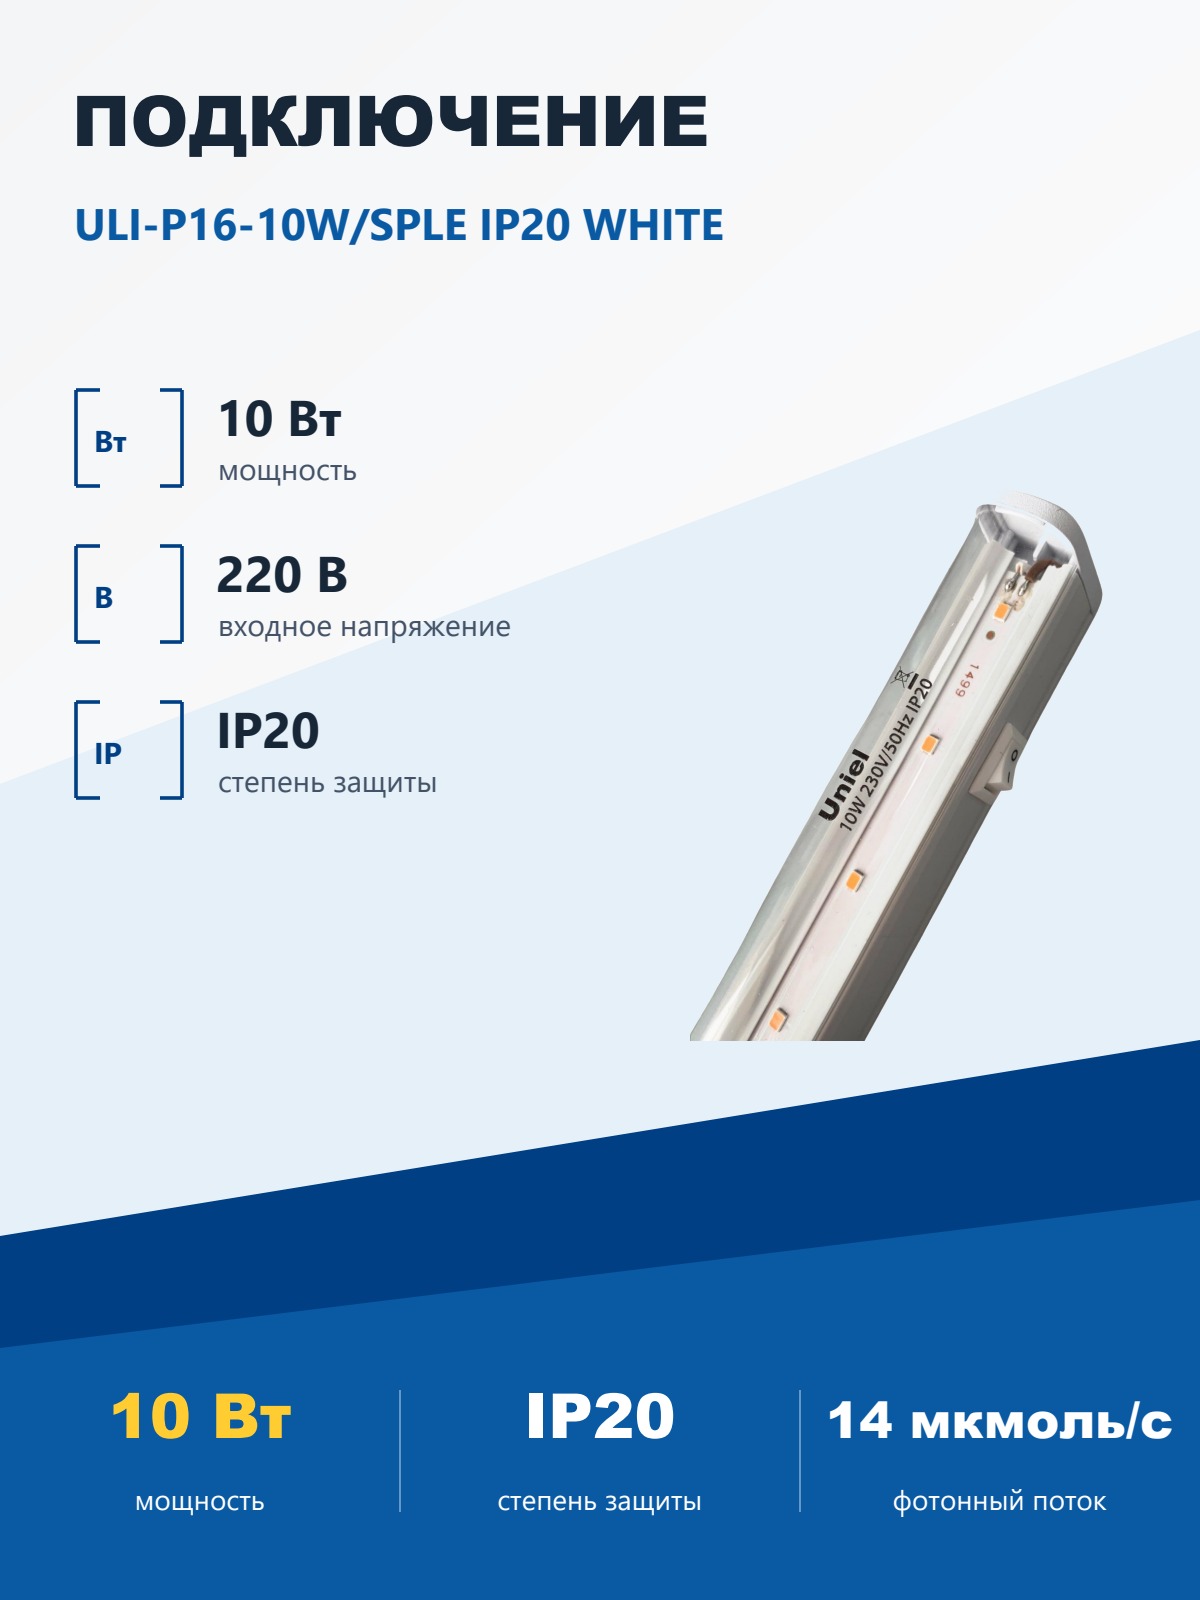 ПОДКЛЮЧЕНИЕ
ULI-P16-10W/SPLE IP20 WHITE
Вт
10 Вт
мощность
В
220 В
входное напряжение
IP
IP20
степень защиты
Uniel
10W 230V/50Hz IP20
1499
10 Вт
мощность
IP20
степень защиты
14 мкмоль/с
фотонный поток